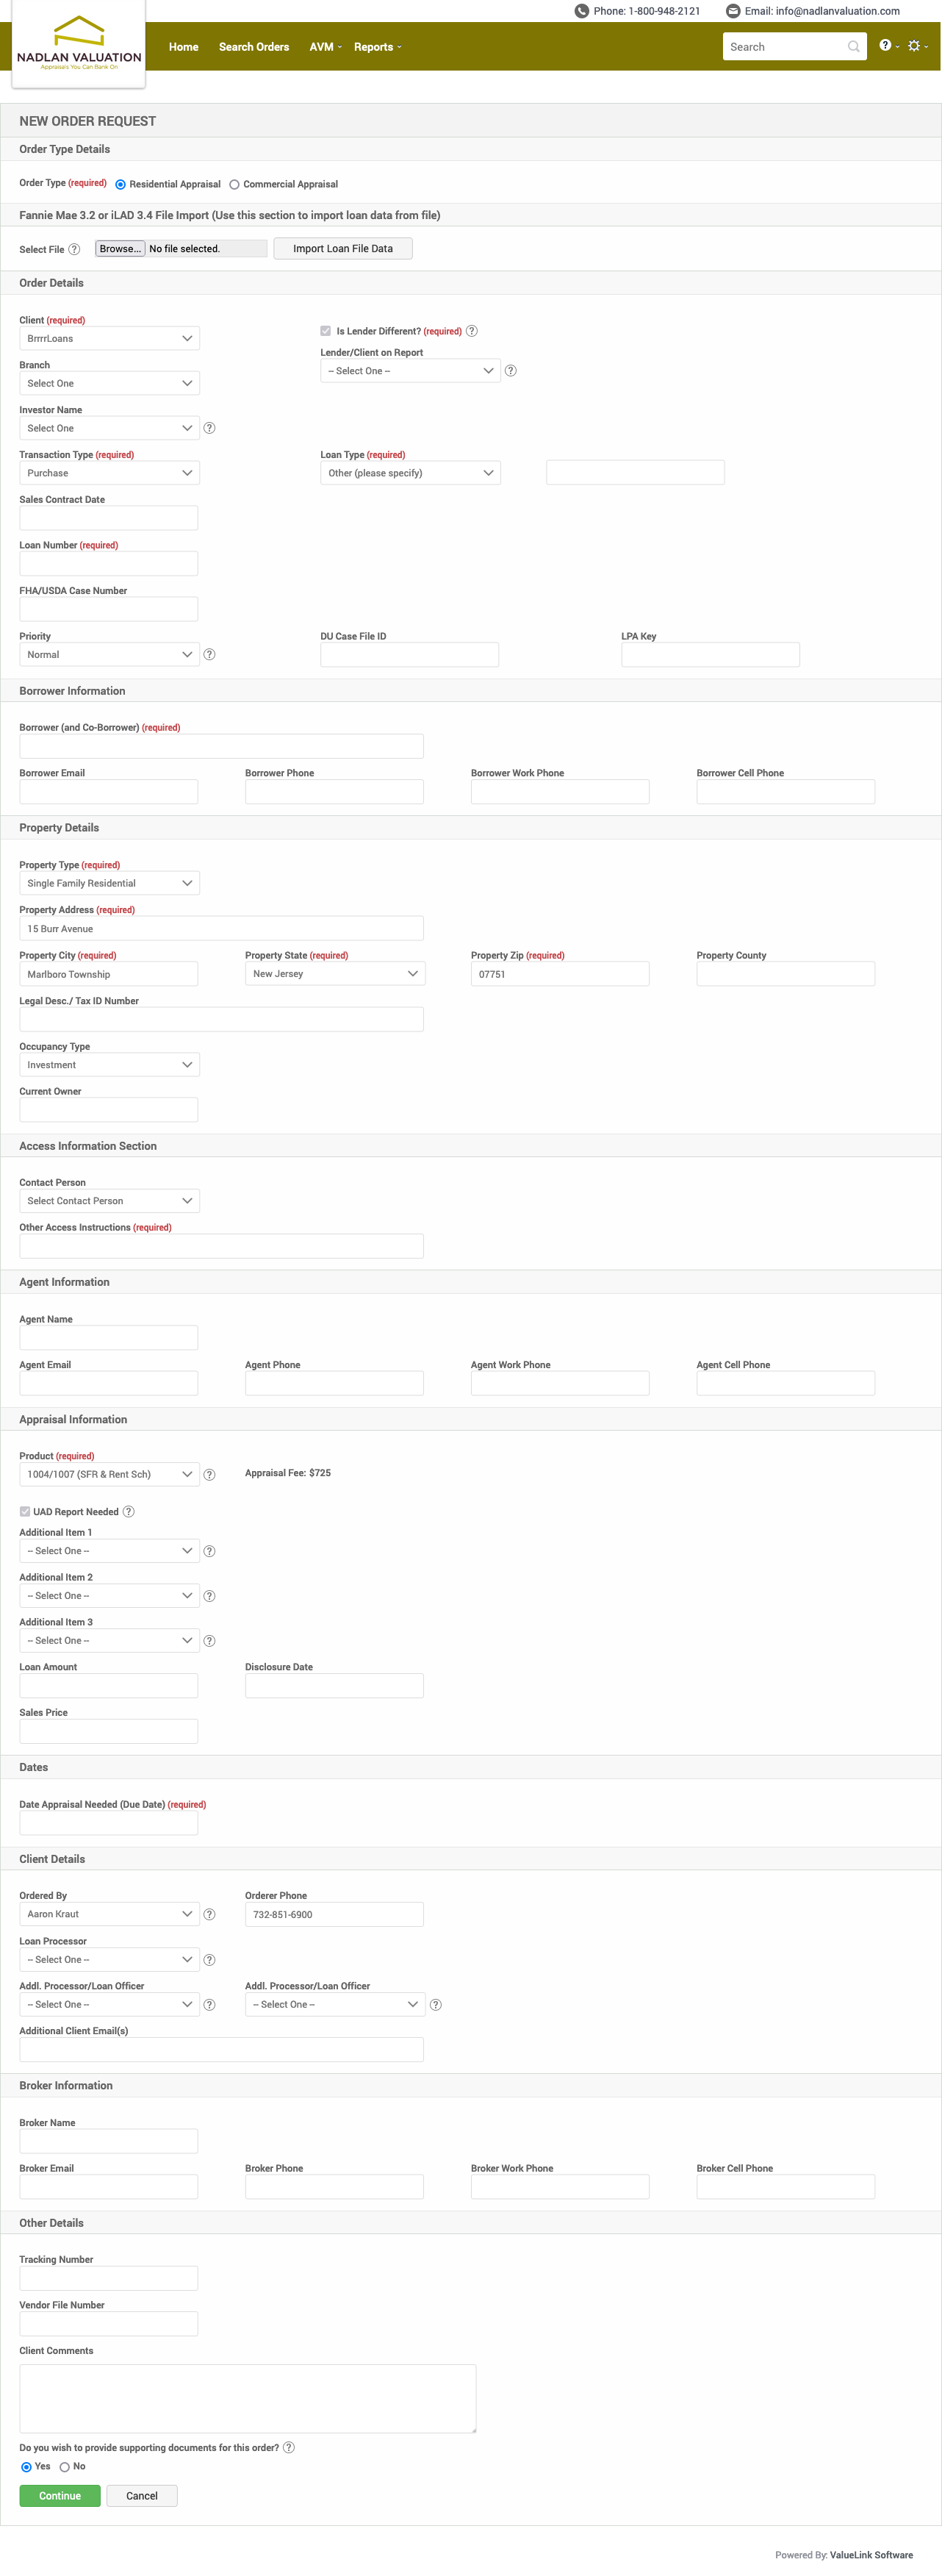 Phone: 1-800-948-2121 Email: info@nadlanvaluation.com
NADLAN VALUATION
Appraisals You Can Bank On
Home Search Orders AVM Reports Search
NEW ORDER REQUEST
Order Type Details
Order Type (required) Residential Appraisal Commercial Appraisal
Fannie Mae 3.2 or iLAD 3.4 File Import (Use this section to import loan data from file)
Select File ? Browse... No file selected. Import Loan File Data
Order Details
Client (required)
BrrrrLoans
Is Lender Different? (required) ?
Lender/Client on Report
-- Select One -- ?
Branch
Select One
Investor Name
Select One ?
Transaction Type (required) Loan Type (required)
Purchase Other (please specify)
Sales Contract Date
Loan Number (required)
FHA/USDA Case Number
Priority DU Case File ID LPA Key
Normal ?
Borrower Information
Borrower (and Co-Borrower) (required)
Borrower Email Borrower Phone Borrower Work Phone Borrower Cell Phone
Property Details
Property Type (required)
Single Family Residential
Property Address (required)
15 Burr Avenue
Property City (required) Property State (required) Property Zip (required) Property County
Marlboro Township New Jersey 07751
Legal Desc./ Tax ID Number
Occupancy Type
Investment
Current Owner
Access Information Section
Contact Person
Select Contact Person
Other Access Instructions (required)
Agent Information
Agent Name
Agent Email Agent Phone Agent Work Phone Agent Cell Phone
Appraisal Information
Product (required)
1004/1007 (SFR & Rent Sch) ? Appraisal Fee: $725
UAD Report Needed ?
Additional Item 1
-- Select One -- ?
Additional Item 2
-- Select One -- ?
Additional Item 3
-- Select One -- ?
Loan Amount Disclosure Date
Sales Price
Dates
Date Appraisal Needed (Due Date) (required)
Client Details
Ordered By Orderer Phone
Aaron Kraut ? 732-851-6900
Loan Processor
-- Select One -- ?
Addl. Processor/Loan Officer Addl. Processor/Loan Officer
-- Select One -- ? -- Select One -- ?
Additional Client Email(s)
Broker Information
Broker Name
Broker Email Broker Phone Broker Work Phone Broker Cell Phone
Other Details
Tracking Number
Vendor File Number
Client Comments
Do you wish to provide supporting documents for this order? ?
Yes No
Continue Cancel
Powered By: ValueLink Software